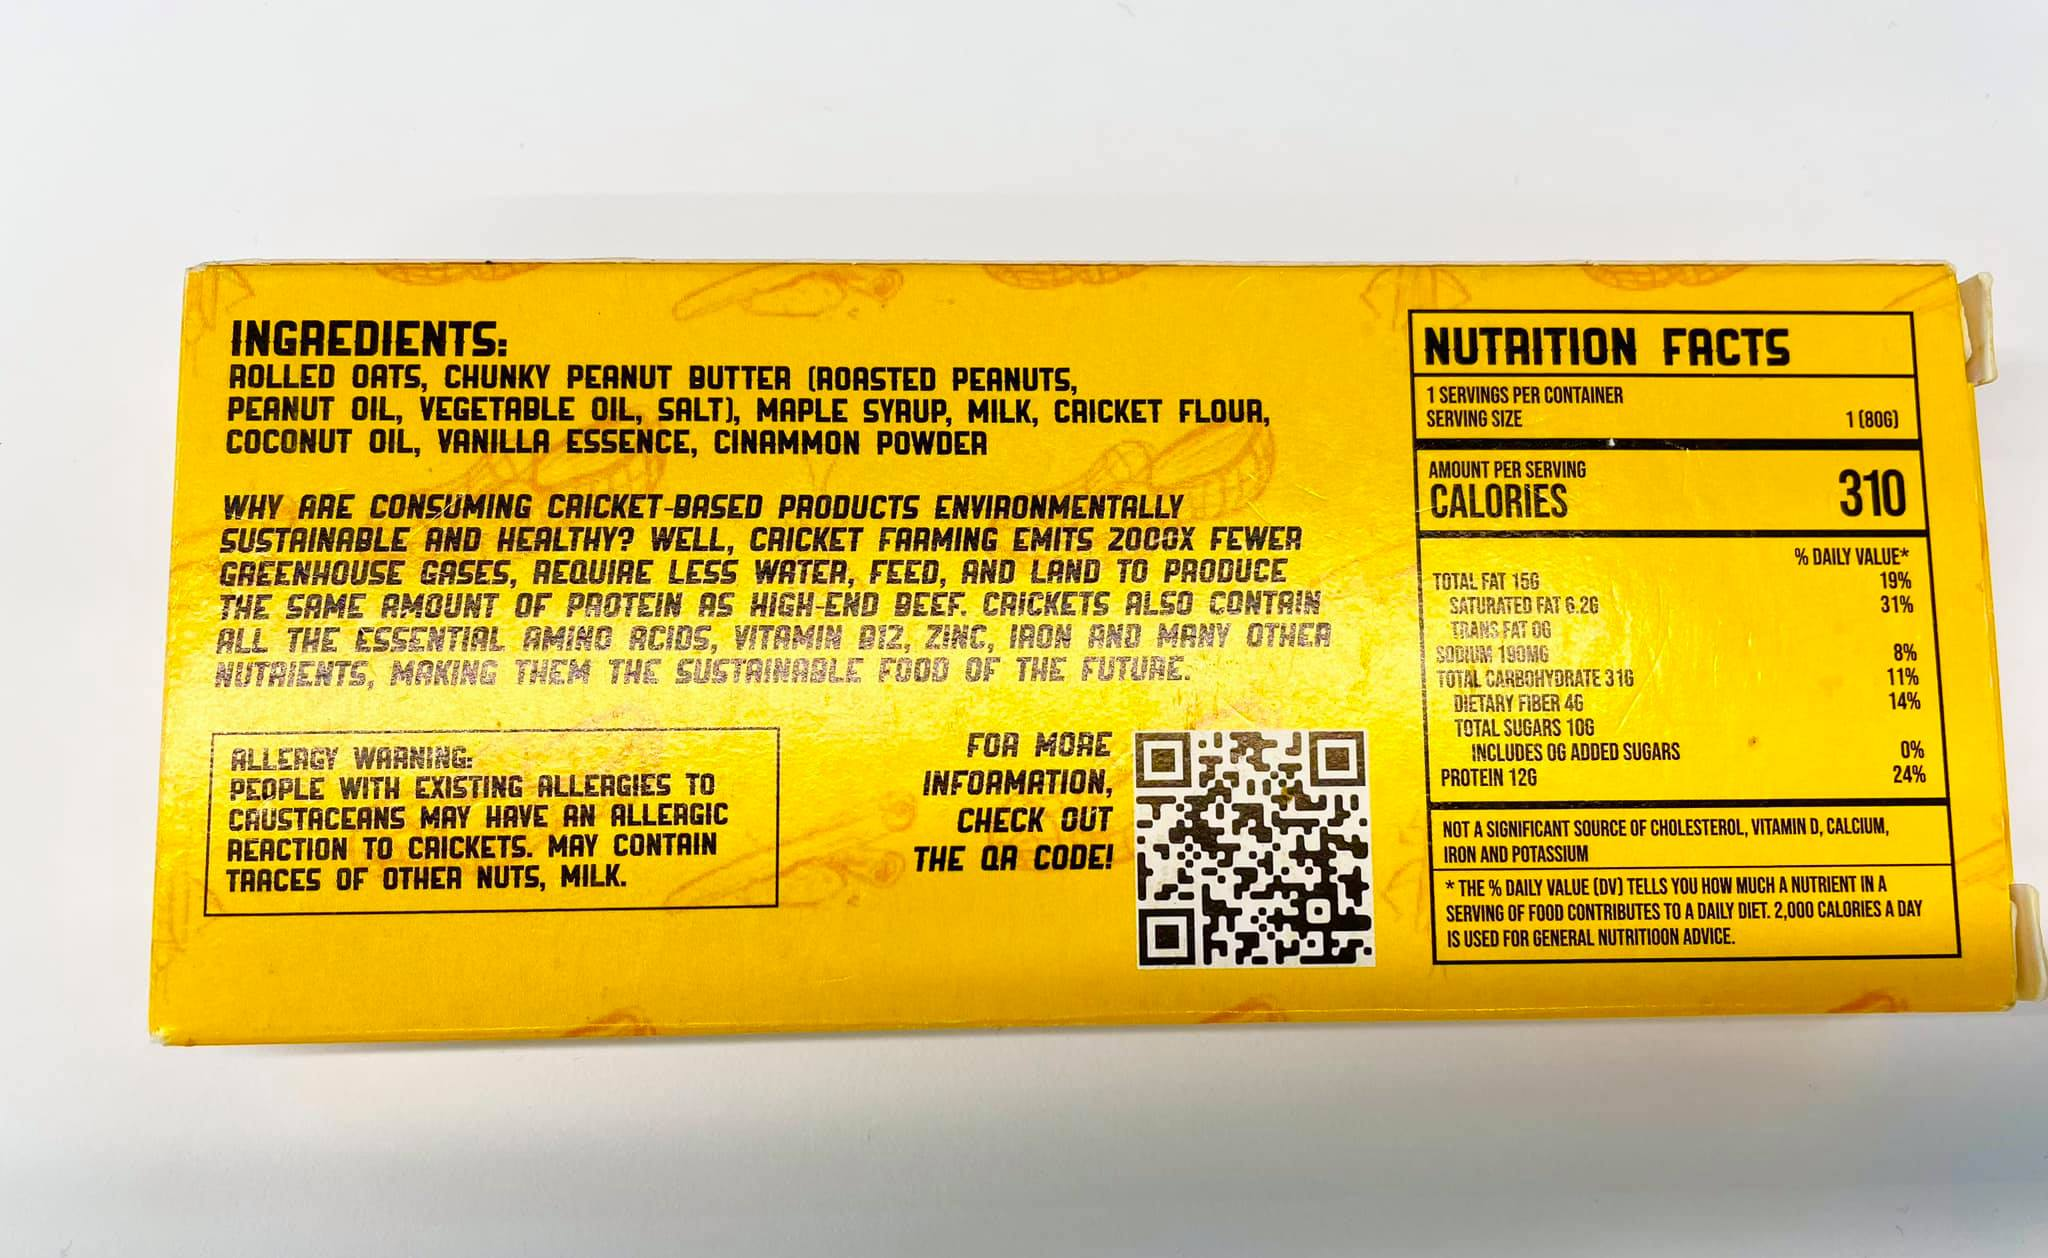 INGREDIENTS:
ROLLED OATS, CHUNKY PEANUT BUTTER (ROASTED PEANUTS,
PEANUT OIL, VEGETABLE OIL, SALT), MAPLE SYRUP, MILK, CRICKET FLOUR,
COCONUT OIL, VANILLA ESSENCE, CINAMMON POWDER
WHY ARE CONSUMING CRICKET-BASED PRODUCTS ENVIRONMENTALLY
SUSTAINABLE AND HEALTHY? WELL, CRICKET FARMING EMITS 2000X FEWER
GREENHOUSE GASES, REQUIRE LESS WATER, FEED, AND LAND TO PRODUCE
THE SAME AMOUNT OF PROTEIN AS HIGH-END BEEF. CRICKETS ALSO CONTAIN
ALL THE ESSENTIAL AMINO ACIDS, VITAMIN B12, ZINC, IRON AND MANY OTHER
NUTRIENTS, MAKING THEM THE SUSTAINABLE FOOD OF THE FUTURE.
ALLERGY WARNING:
PEOPLE WITH EXISTING ALLERGIES TO
CRUSTACEANS MAY HAVE AN ALLERGIC
REACTION TO CRICKETS. MAY CONTAIN
TRACES OF OTHER NUTS, MILK.
FOR MORE
INFORMATION,
CHECK OUT
THE QR CODE!
NUTRITION FACTS
1 SERVINGS PER CONTAINER
SERVING SIZE 1 (80G)
AMOUNT PER SERVING
CALORIES 310
% DAILY VALUE*
TOTAL FAT 15G 19%
SATURATED FAT 6.2G 31%
TRANS FAT 0G
SODIUM 190MG 8%
TOTAL CARBOHYDRATE 31G 11%
DIETARY FIBER 4G 14%
TOTAL SUGARS 10G
INCLUDES 0G ADDED SUGARS 0%
PROTEIN 12G 24%
NOT A SIGNIFICANT SOURCE OF CHOLESTEROL, VITAMIN D, CALCIUM,
IRON AND POTASSIUM
* THE % DAILY VALUE (DV) TELLS YOU HOW MUCH A NUTRIENT IN A
SERVING OF FOOD CONTRIBUTES TO A DAILY DIET. 2,000 CALORIES A DAY
IS USED FOR GENERAL NUTRITIOON ADVICE.